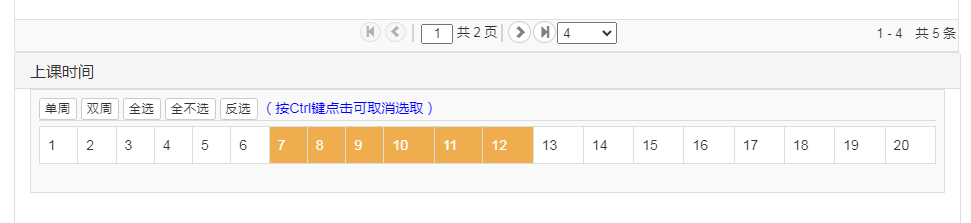 1 共 2 页 4 1 - 4 共 5 条
上课时间
单周 双周 全选 全不选 反选 （按Ctrl键点击可取消选取）
1 2 3 4 5 6 7 8 9 10 11 12 13 14 15 16 17 18 19 20